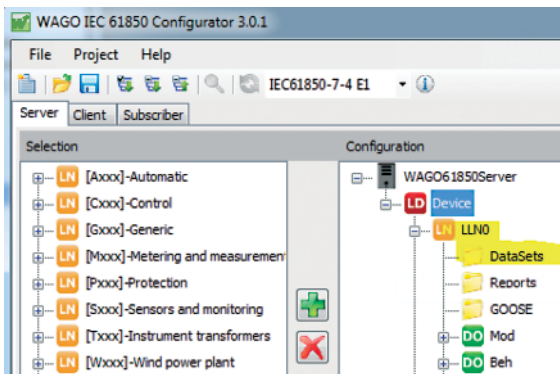 WAGO IEC 61850 Configurator 3.0.1
File Project Help
IEC61850-7-4 E1
Server Client Subscriber
Selection
Configuration
LN [Axxx]-Automatic
LN [Cxxx]-Control
LN [Gxxx]-Generic
LN [Mxxx]-Metering and measuremen
LN [Pxxx]-Protection
LN [Sxxx]-Sensors and monitoring
LN [Txxx]-Instrument transformers
LN [Wxxx]-Wind power plant
WAGO61850Server
LD Device
LN LLN0
DataSets
Reports
GOOSE
DO Mod
DO Beh